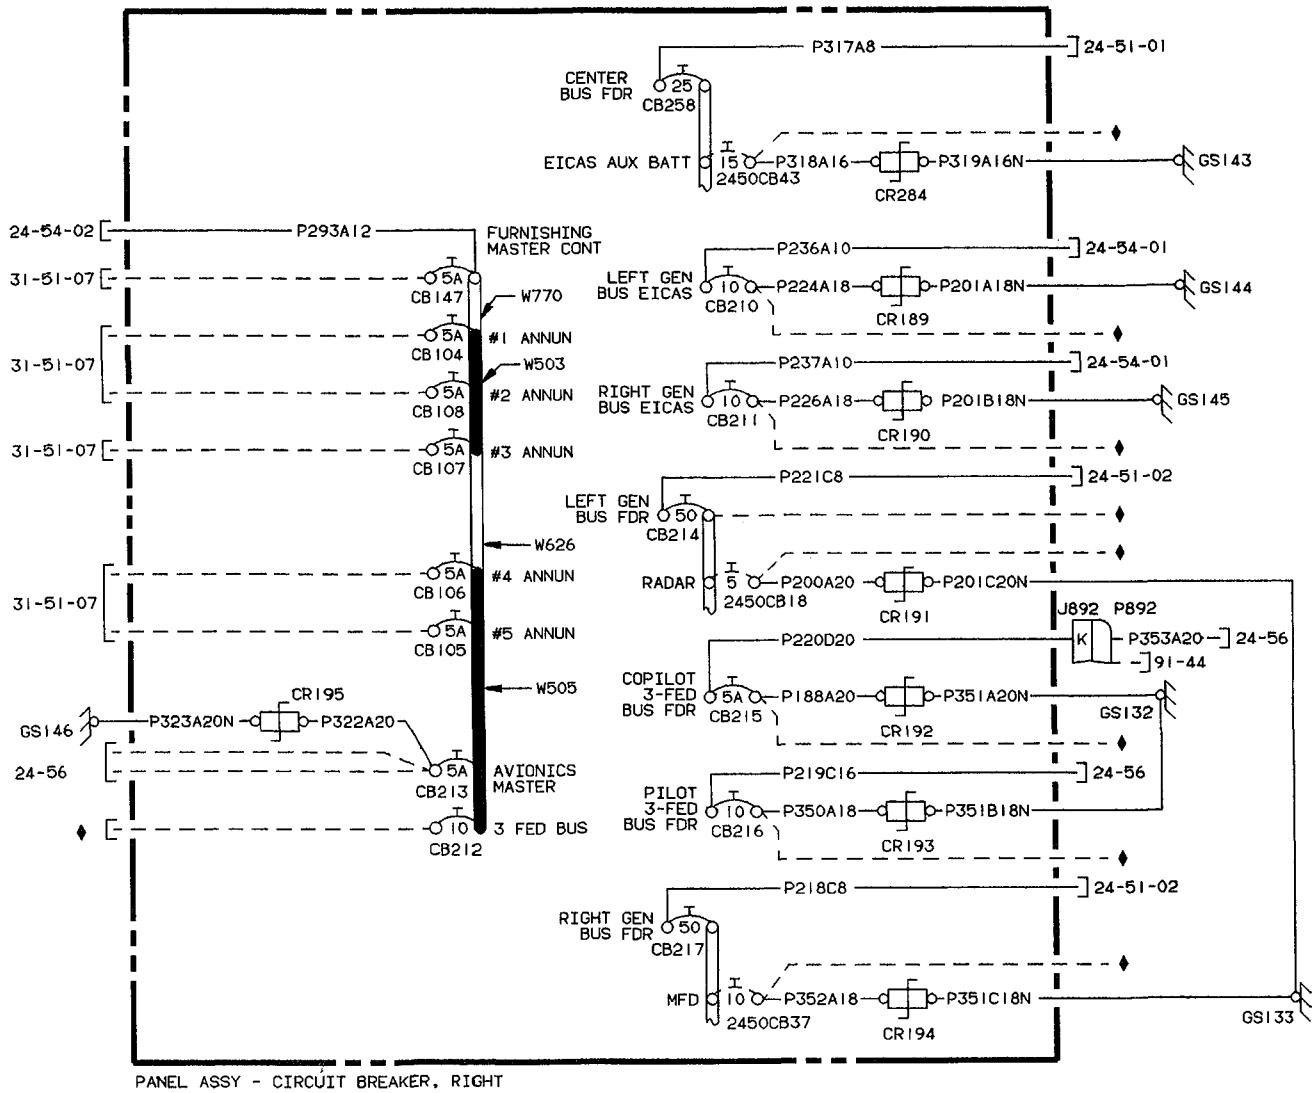 P317A8
24-51-01
CENTER
BUS FDR
25
CB258
EICAS AUX BATT
15
2450CB43
P318A16
CR284
P319A16N
GS143
24-54-02
P293A12
FURNISHING
MASTER CONT
31-51-07
5A
CB147
W770
P236A10
24-54-01
LEFT GEN
BUS EICAS
10
CB210
P224A18
CR189
P201A18N
GS144
31-51-07
5A
CB104
#1 ANNUN
W503
5A
CB108
#2 ANNUN
P237A10
24-54-01
RIGHT GEN
BUS EICAS
10
CB211
P226A18
CR190
P201B18N
GS145
31-51-07
5A
CB107
#3 ANNUN
P221C8
24-51-02
LEFT GEN
BUS FDR
50
CB214
W626
RADAR
5
2450CB18
P200A20
CR191
P201C20N
31-51-07
5A
CB106
#4 ANNUN
5A
CB105
#5 ANNUN
J892 P892
P220D20
K
P353A20
24-56
91-44
W505
COPILOT
3-FED
BUS FDR
5A
CB215
P188A20
CR192
P351A20N
GS132
CR195
GS146
P323A20N
P322A20
24-56
5A
CB213
AVIONICS
MASTER
P219C16
24-56
PILOT
3-FED
BUS FDR
10
CB216
P350A18
CR193
P351B18N
10
CB212
3 FED BUS
P218C8
24-51-02
RIGHT GEN
BUS FDR
50
CB217
MFD
10
2450CB37
P352A18
CR194
P351C18N
GS133
PANEL ASSY - CIRCUIT BREAKER, RIGHT